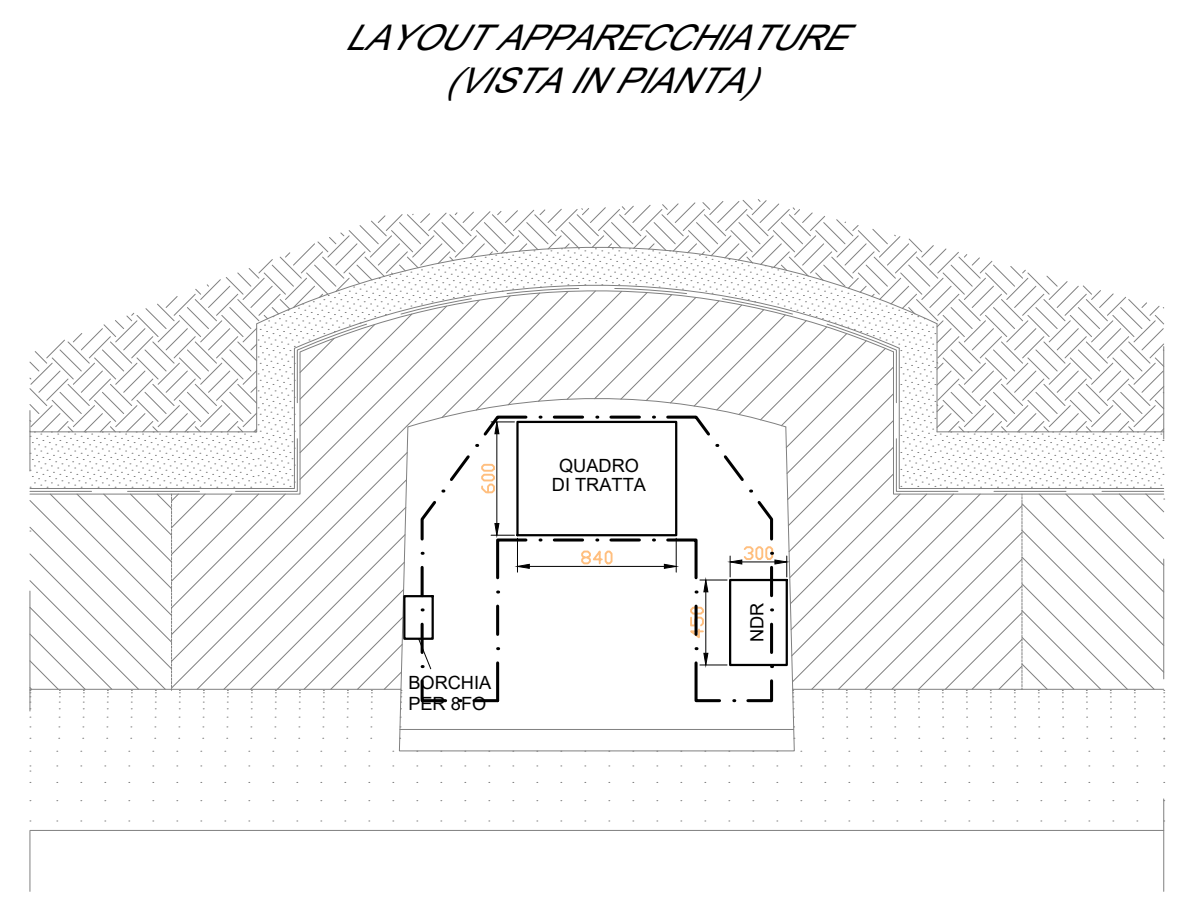 LAYOUT APPARECCHIATURE
(VISTA IN PIANTA)
QUADRO
DI TRATTA
600
840
300
450
NDR
BORCHIA
PER 8FO